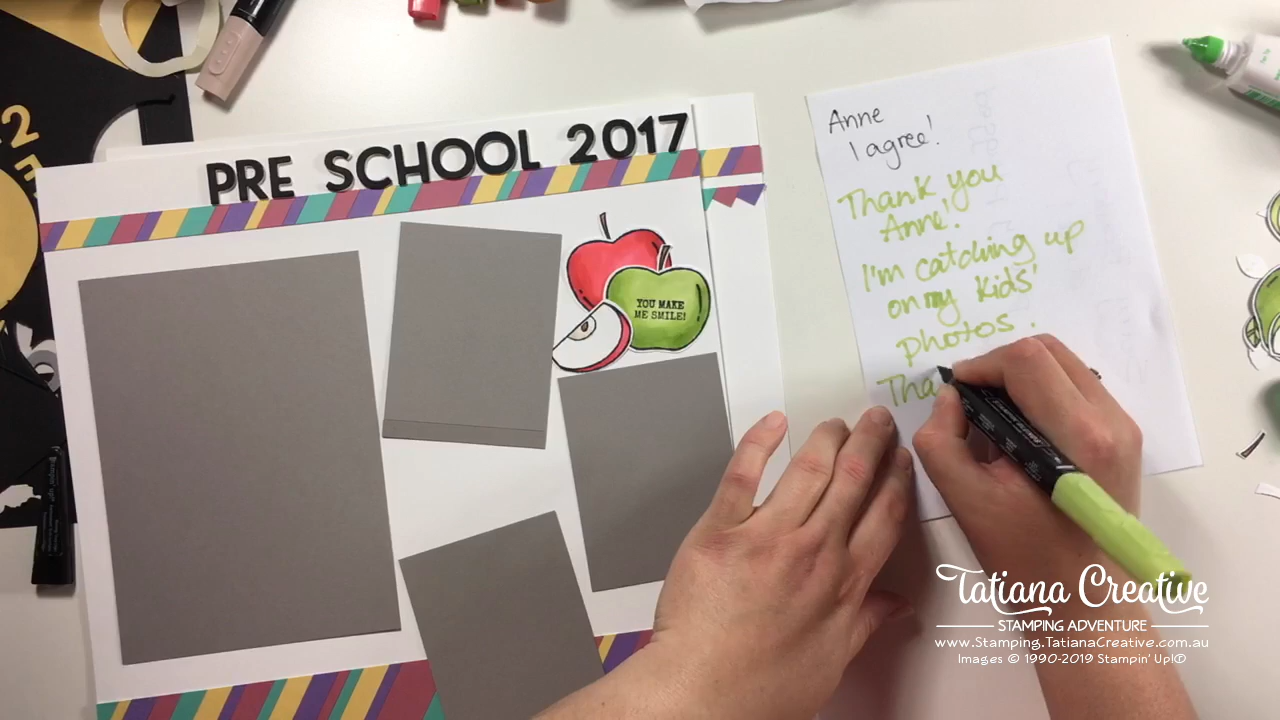 PRE SCHOOL 2017
YOU MAKE
ME SMILE!
Anne
I agree!
Thank you
Anne!
I'm catching up
on my kids'
photos.
Tha
Tatiana Creative
STAMPING ADVENTURE
www.Stamping.TatianaCreative.com.au
Images © 1990-2019 Stampin' Up!®